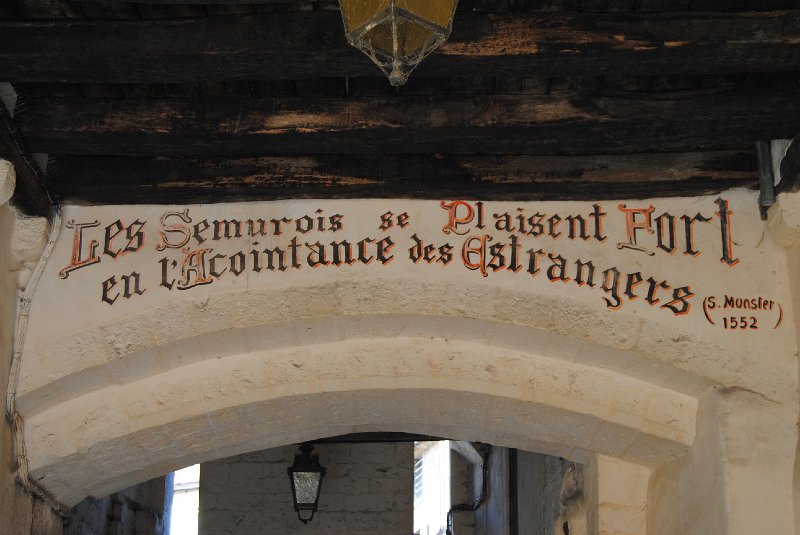 Les Semurois se Plaisent Fort
en l'Acointance des Estrangers
(S. Munster)
1552